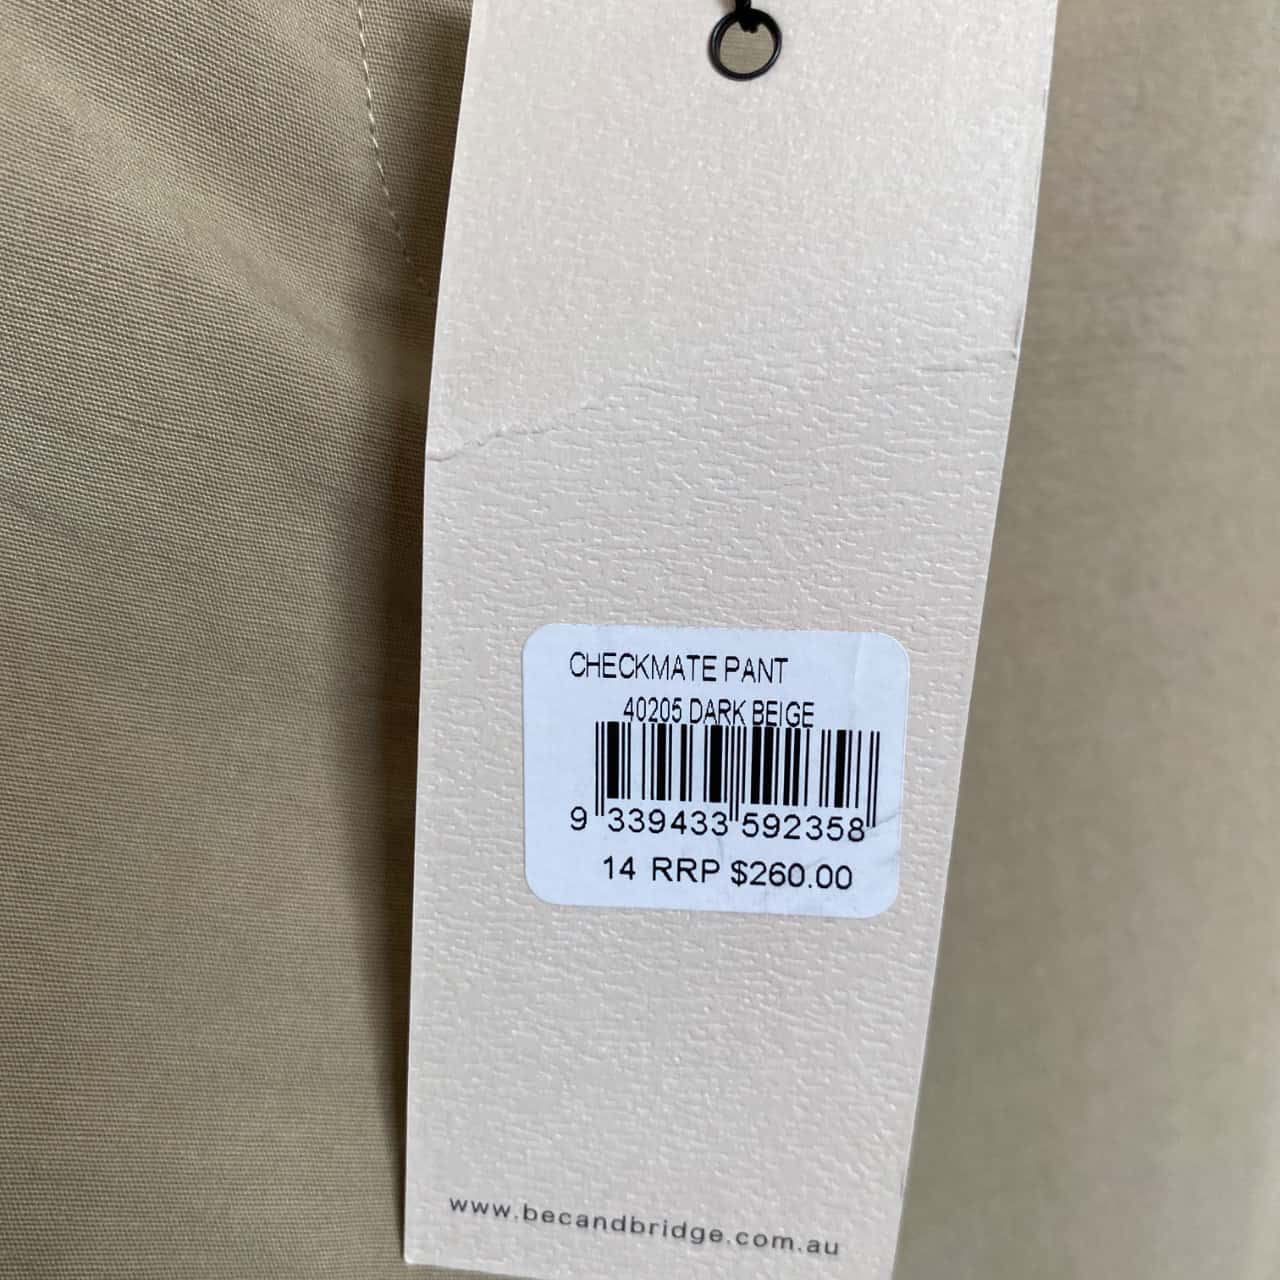 CHECKMATE PANT
40205 DARK BEIGE
9 339433 592358
14 RRP $260.00
www.becandbridge.com.au